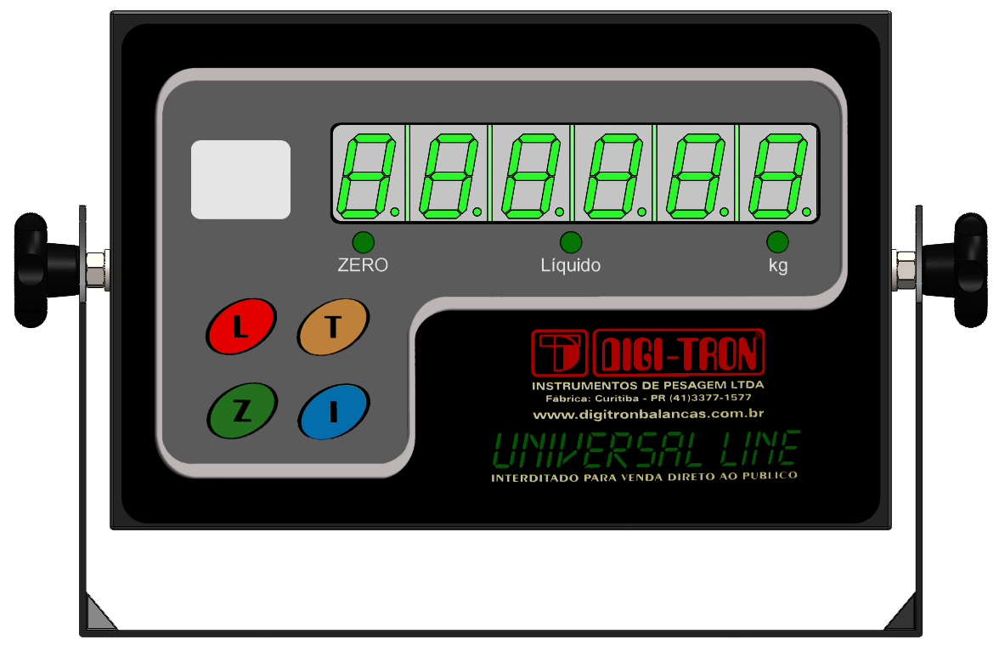 8.8.8.8.8.8.
ZERO Líquido kg
L T
Z I
DIGI-TRON®
INSTRUMENTOS DE PESAGEM LTDA
Fábrica: Curitiba - PR (41)3377-1577
www.digitronbalancas.com.br
UNIVERSAL LINE
INTERDITADO PARA VENDA DIRETO AO PUBLICO